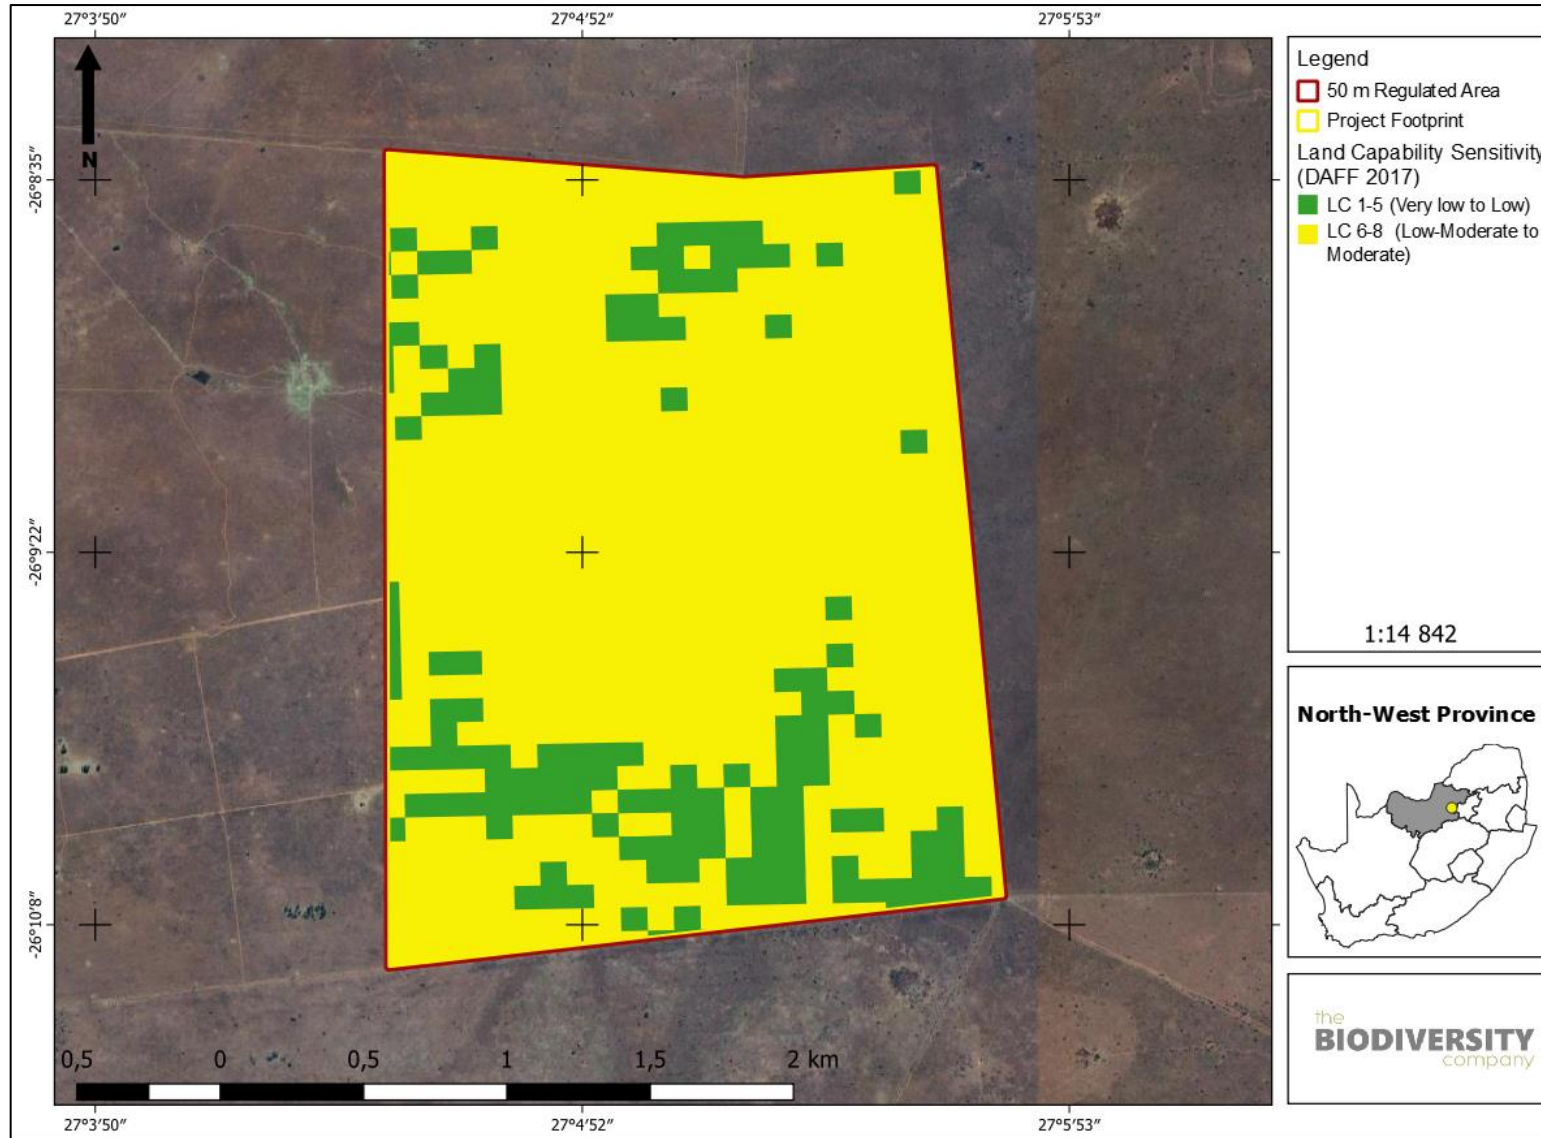 27°3′50″ 27°4′52″ 27°5′53″
N
-26°8′35″
-26°9′22″
-26°10′8″
0,5 0 0,5 1 1,5 2 km
27°3′50″ 27°4′52″ 27°5′53″
Legend
50 m Regulated Area
Project Footprint
Land Capability Sensitivity
(DAFF 2017)
LC 1-5 (Very low to Low)
LC 6-8 (Low-Moderate to
Moderate)
1:14 842
North-West Province
the
BIODIVERSITY
company